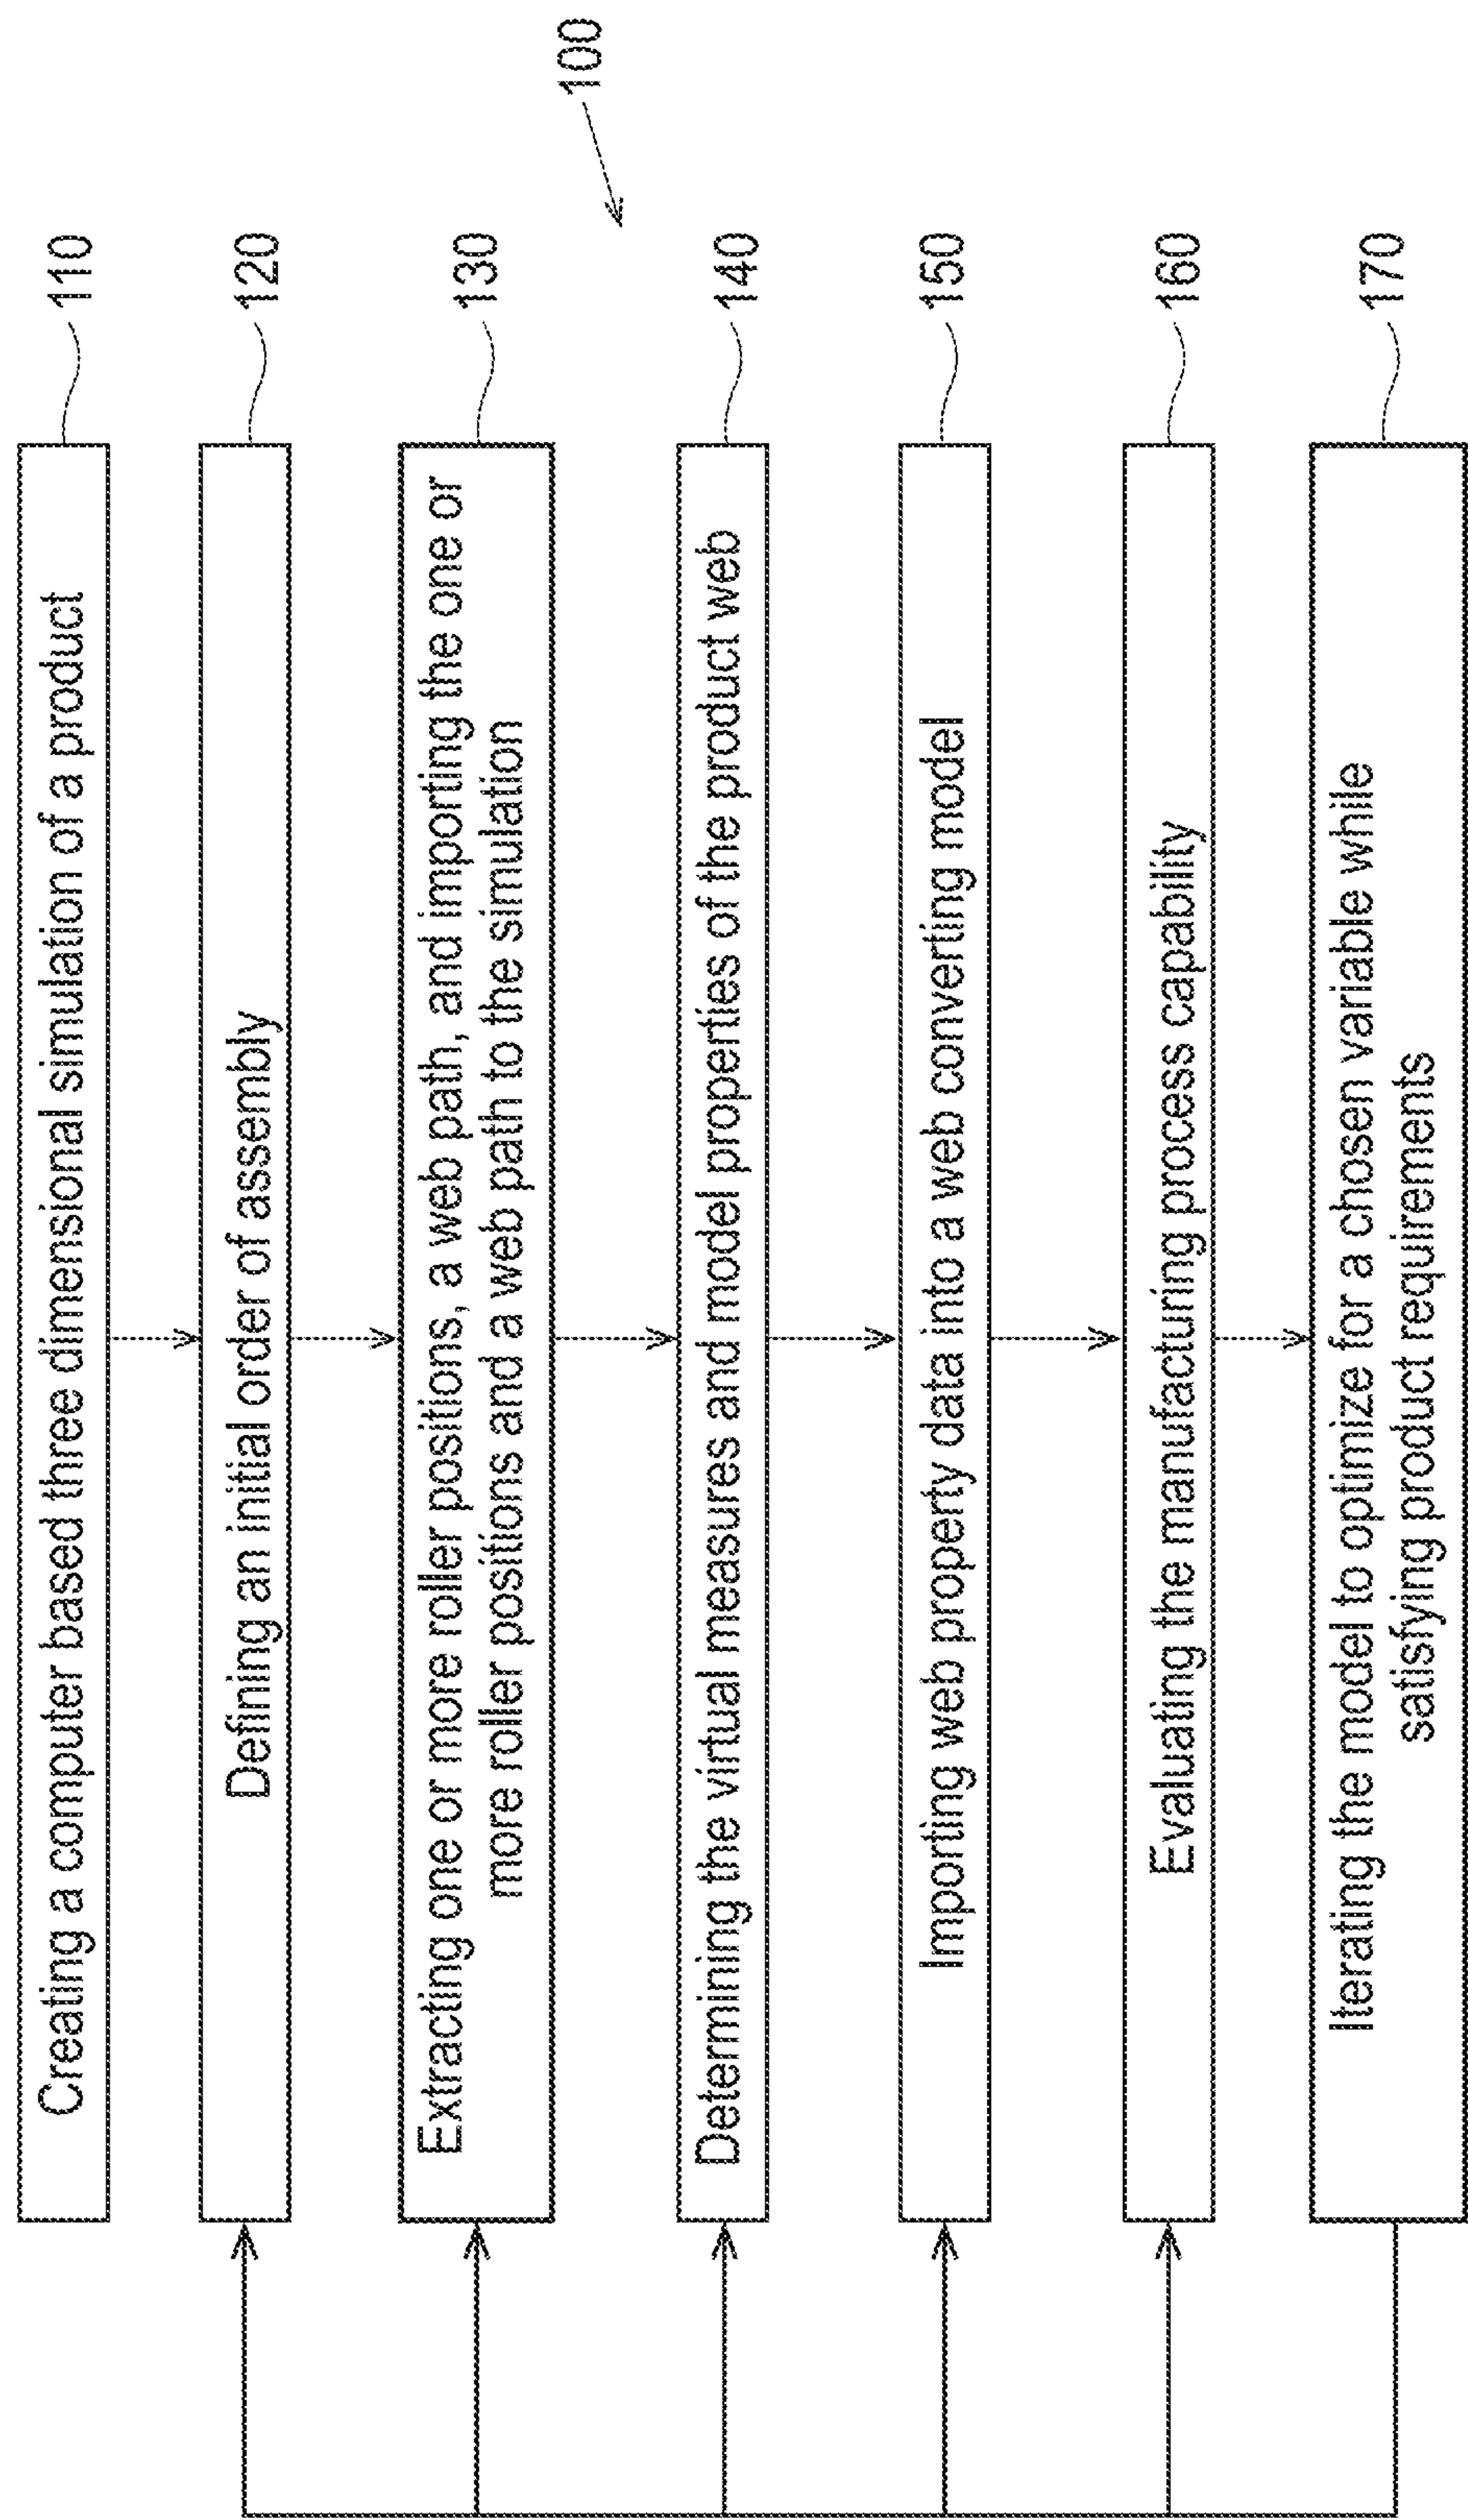 100
Creating a computer based three dimensional simulation of a product
110
Defining an initial order of assembly
120
Extracting one or more roller positions, a web path, and importing the one or
more roller positions and a web path to the simulation
130
Determining the virtual measures and model properties of the product web
140
Importing web property data into a web converting model
150
Evaluating the manufacturing process capability
160
Iterating the model to optimize for a chosen variable while
satisfying product requirements
170